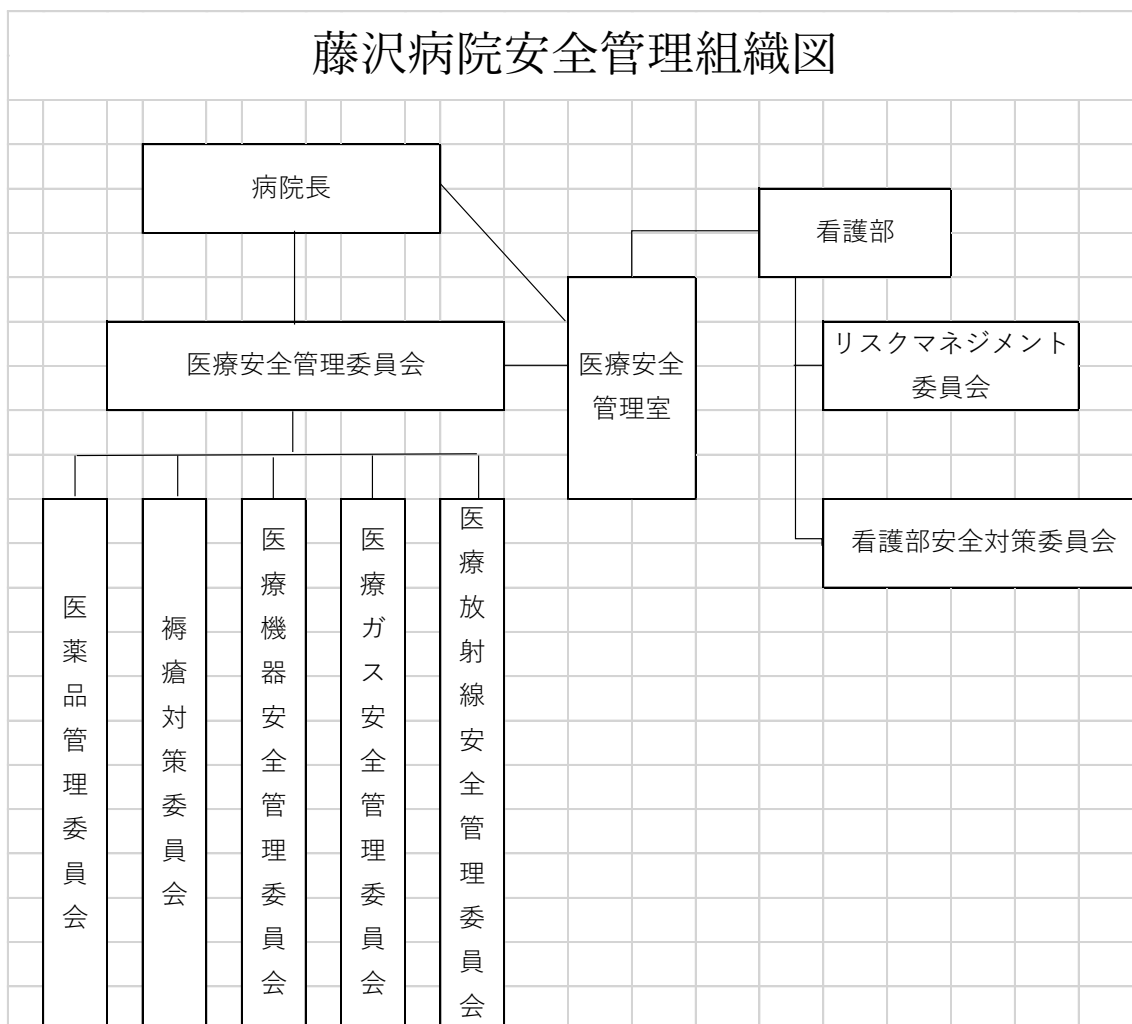 藤沢病院安全管理組織図
病院長
看護部
医療安全管理委員会
医療安全
管理室
リスクマネジメント
委員会
看護部安全対策委員会
医薬品管理委員会
褥瘡対策委員会
医療機器安全管理委員会
医療ガス安全管理委員会
医療放射線安全管理委員会